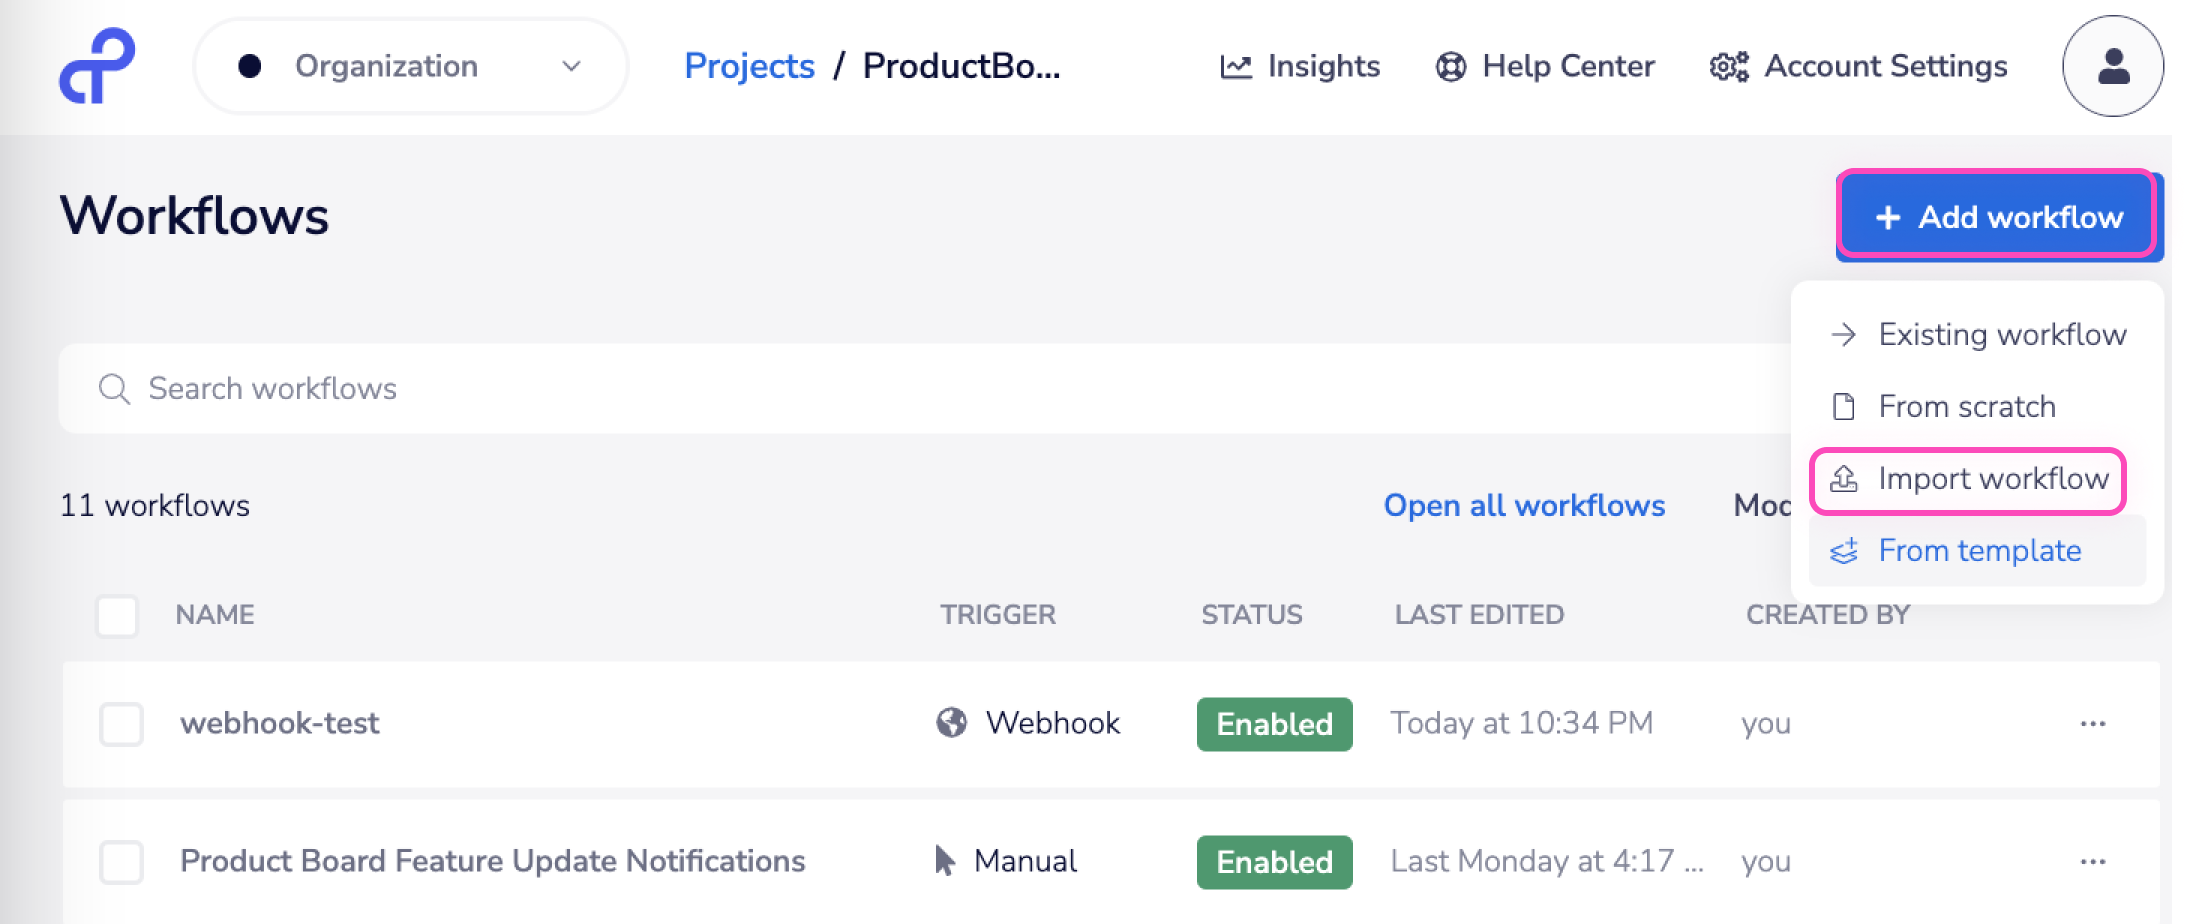 Organization
Projects / ProductBo...
Insights
Help Center
Account Settings
Workflows
+ Add workflow
Existing workflow
From scratch
Import workflow
From template
Search workflows
11 workflows
Open all workflows
NAME TRIGGER STATUS LAST EDITED CREATED BY
webhook-test Webhook Enabled Today at 10:34 PM you ...
Product Board Feature Update Notifications Manual Enabled Last Monday at 4:17 ... you ...